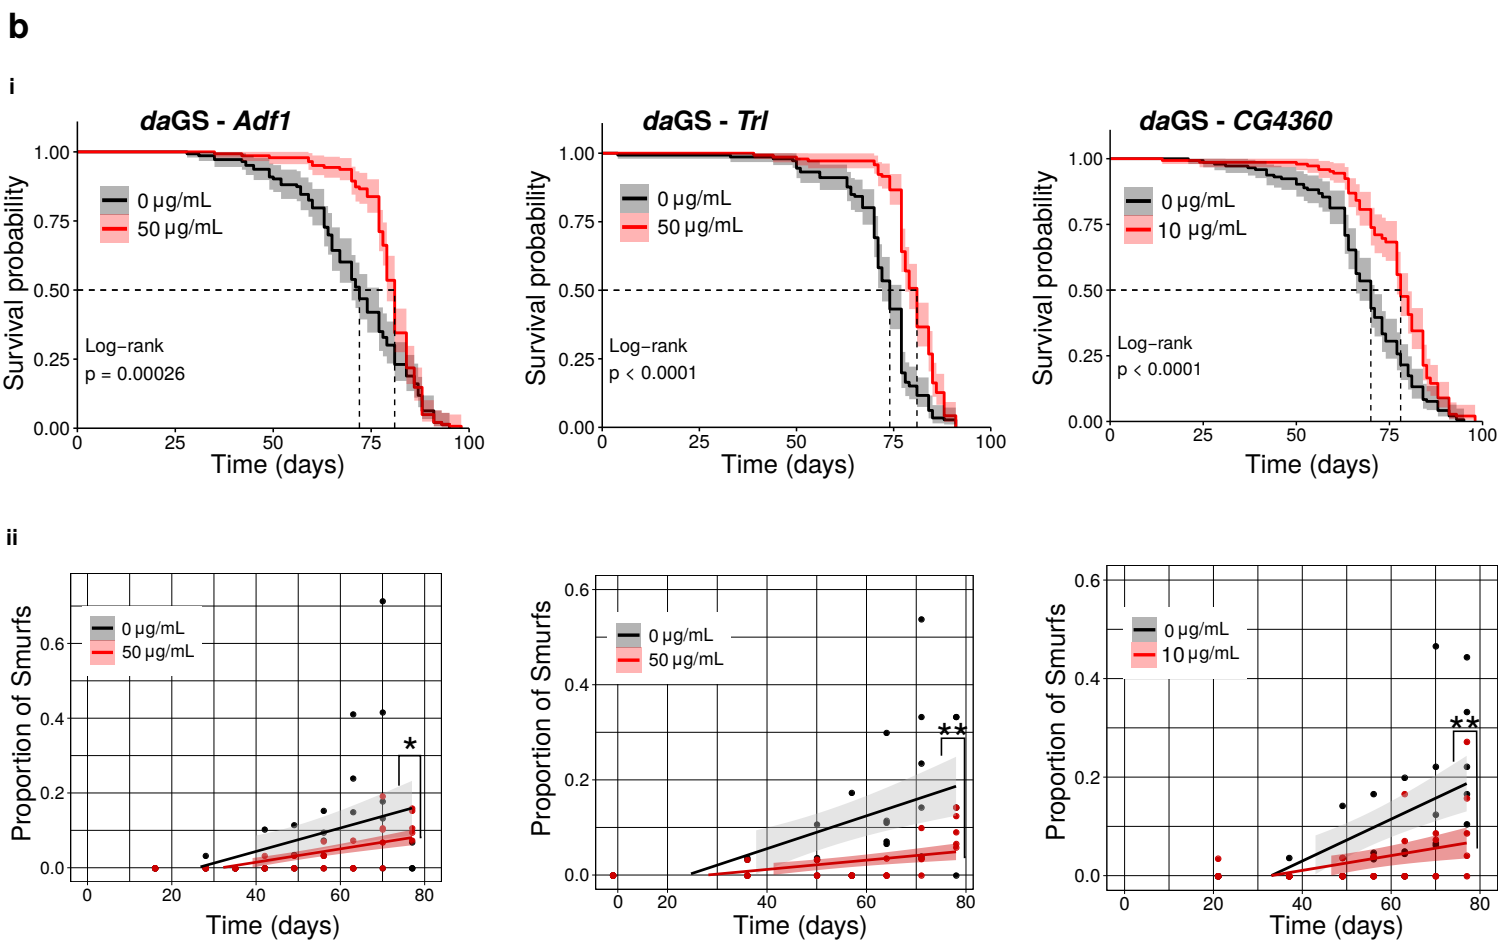 b
i
daGS - Adf1
Survival probability
1.00
0.75
0.50
0.25
0.00
0 µg/mL
50 µg/mL
Log−rank
p = 0.00026
0 25 50 75 100
Time (days)
daGS - Trl
Survival probability
1.00
0.75
0.50
0.25
0.00
0 µg/mL
50 µg/mL
Log−rank
p < 0.0001
0 25 50 75 100
Time (days)
daGS - CG4360
Survival probability
1.00
0.75
0.50
0.25
0.00
0 µg/mL
10 µg/mL
Log−rank
p < 0.0001
0 25 50 75 100
Time (days)
ii
Proportion of Smurfs
0.6
0.4
0.2
0.0
0 µg/mL
50 µg/mL
*
0 20 40 60 80
Time (days)
Proportion of Smurfs
0.6
0.4
0.2
0.0
0 µg/mL
50 µg/mL
**
0 20 40 60 80
Time (days)
Proportion of Smurfs
0.6
0.4
0.2
0.0
0 µg/mL
10 µg/mL
**
0 20 40 60 80
Time (days)